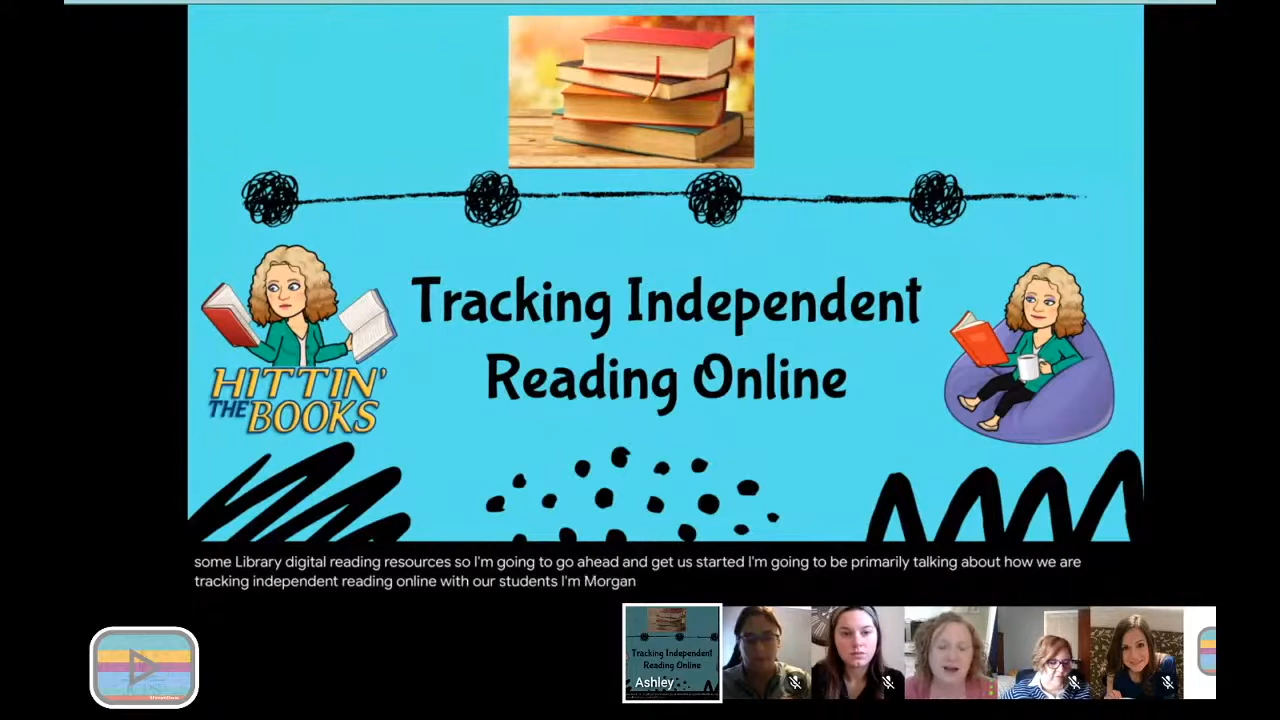 Tracking Independent
Reading Online
HITTIN'
THE BOOKS
some Library digital reading resources so I'm going to go ahead and get us started I'm going to be primarily talking about how we are
tracking independent reading online with our students I'm Morgan
Tracking Independent
Reading Online
Ashley